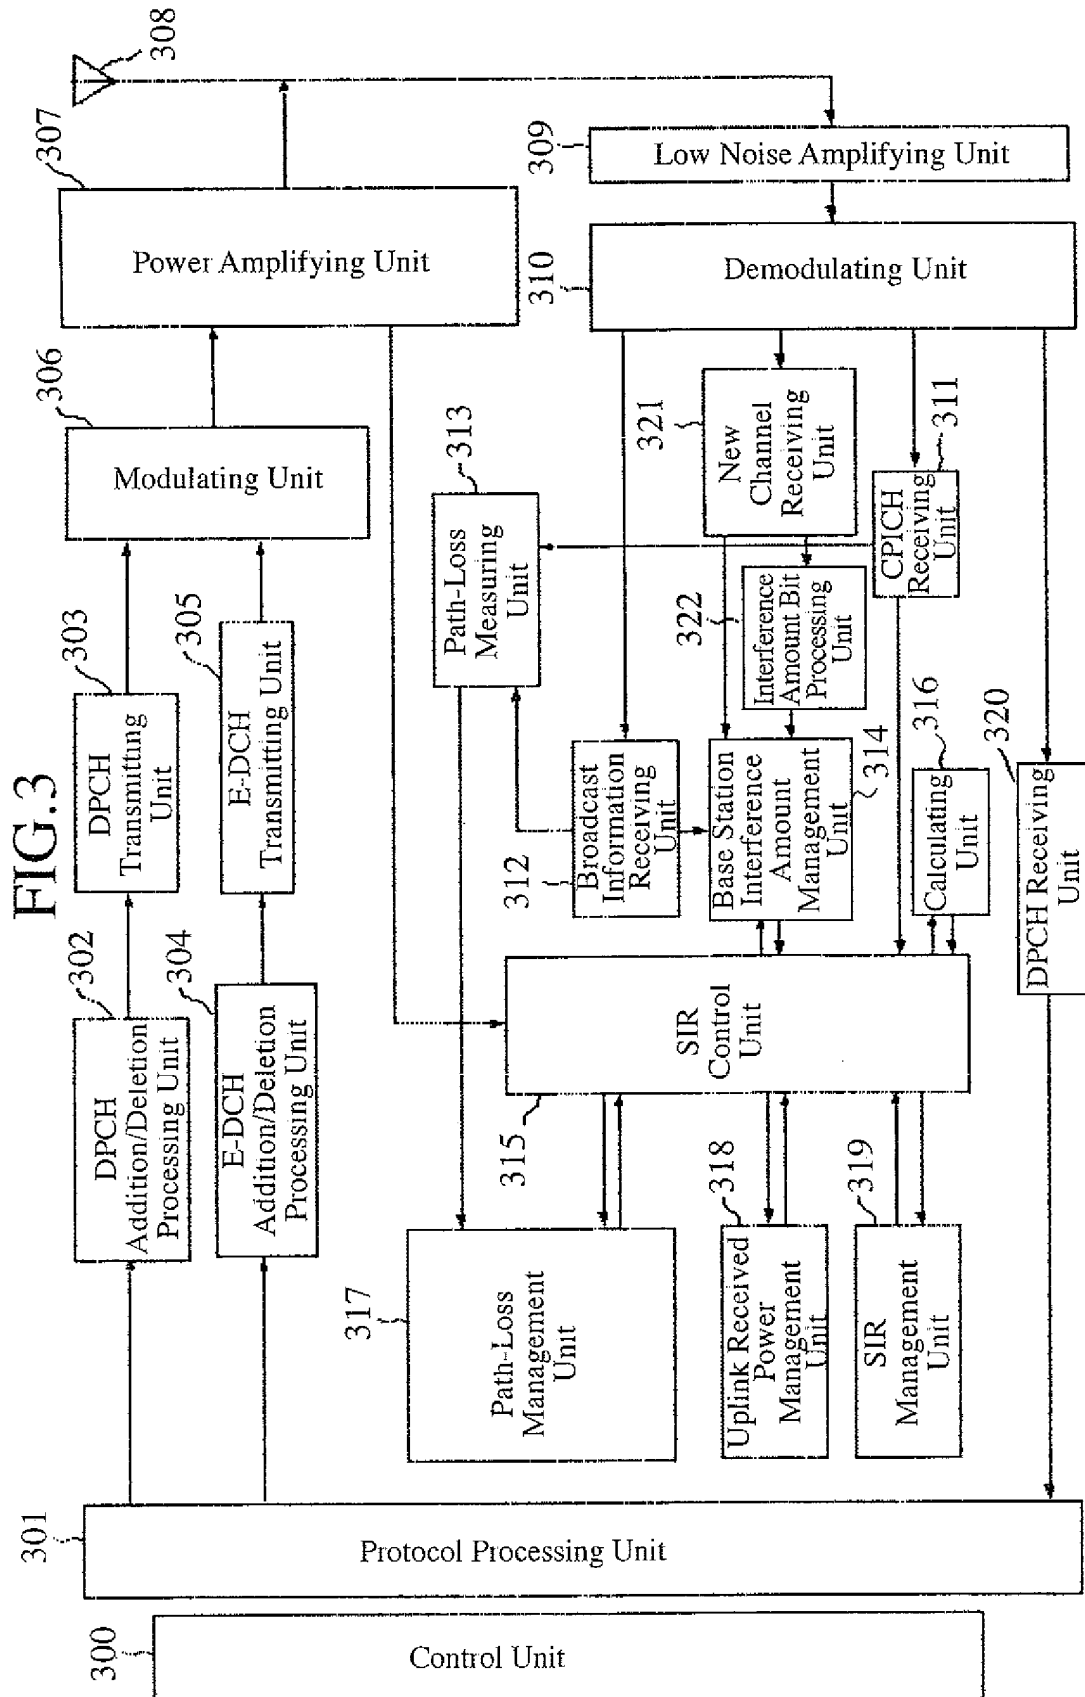 FIG.3
308
307
Power Amplifying Unit
309
Low Noise Amplifying Unit
310
Demodulating Unit
306
Modulating Unit
313
Path-Loss
Measuring
Unit
321
New
Channel
Receiving
Unit
311
CPICH
Receiving
Unit
303
DPCH
Transmitting
Unit
305
E-DCH
Transmitting Unit
322
Interference
Amount Bit
Processing
Unit
312
Broadcast
Information
Receiving
Unit
314
Base Station
Interference
Amount
Management
Unit
316
Calculating
Unit
320
DPCH Receiving
Unit
302
DPCH
Addition/Deletion
Processing Unit
304
E-DCH
Addition/Deletion
Processing Unit
315
SIR
Control
Unit
317
Path-Loss
Management
Unit
318
Uplink Received
Power
Management
Unit
319
SIR
Management
Unit
301
Protocol Processing Unit
300
Control Unit